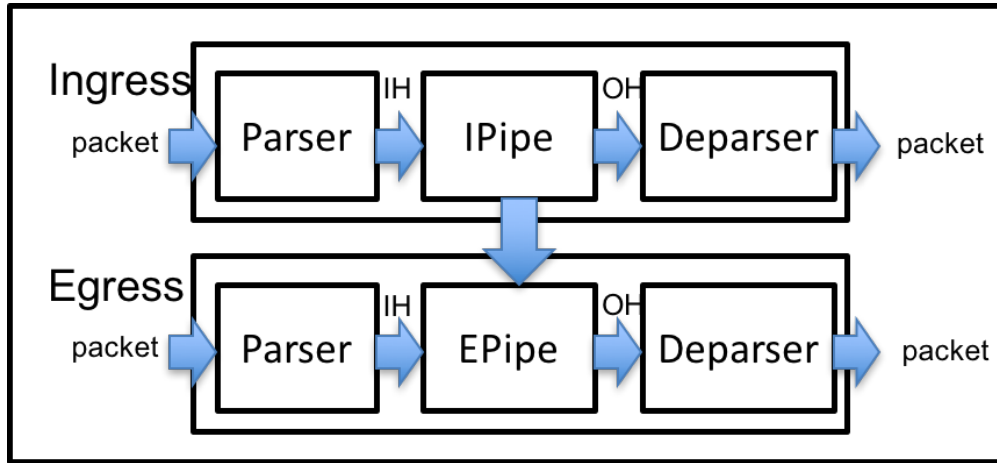 Ingress
IH
OH
packet
Parser
IPipe
Deparser
packet
Egress
IH
OH
packet
Parser
EPipe
Deparser
packet